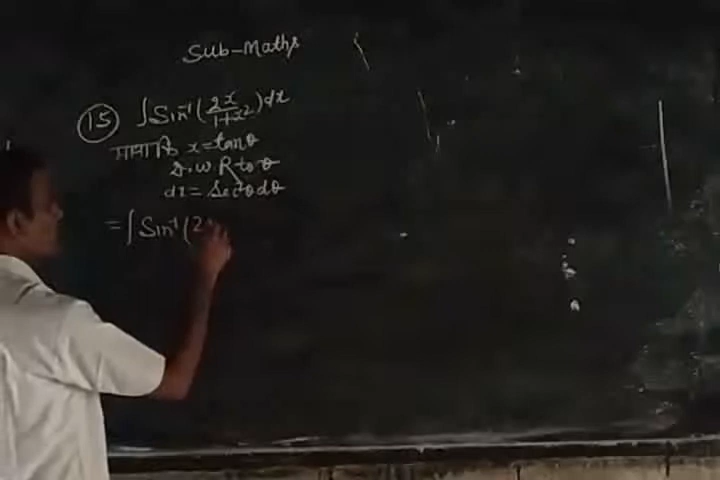 Sub-Maths
(15) ∫Sin⁻¹(2x/1+x²)dx
माना कि x=tanθ
D.W.R to θ
dx = Sec²θdθ
=∫Sin⁻¹(2